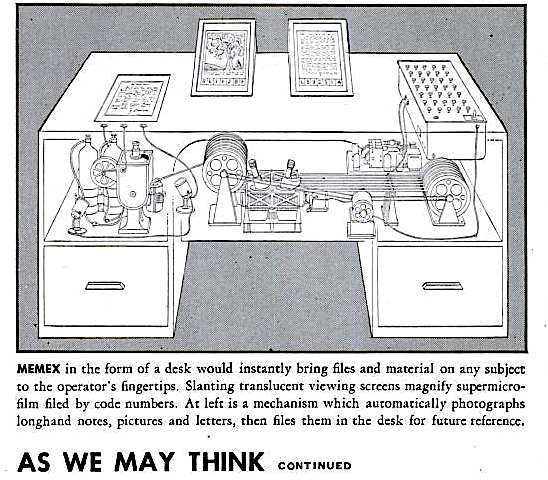 MEMEX in the form of a desk would instantly bring files and material on any subject
to the operator's fingertips. Slanting translucent viewing screens magnify supermicro-
film filed by code numbers. At left is a mechanism which automatically photographs
longhand notes, pictures and letters, then files them in the desk for future reference.
AS WE MAY THINK CONTINUED